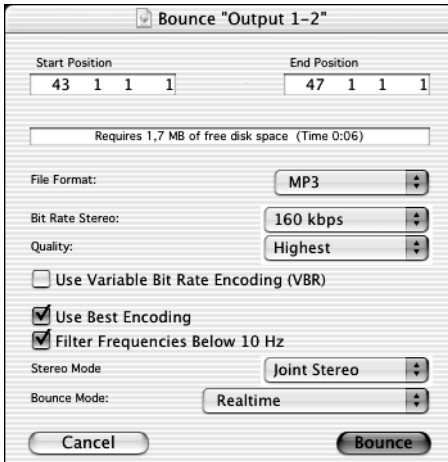 Bounce "Output 1-2"
Start Position End Position
43 1 1 1 47 1 1 1
Requires 1,7 MB of free disk space (Time 0:06)
File Format: MP3
Bit Rate Stereo: 160 kbps
Quality: Highest
Use Variable Bit Rate Encoding (VBR)
Use Best Encoding
Filter Frequencies Below 10 Hz
Stereo Mode Joint Stereo
Bounce Mode: Realtime
Cancel Bounce